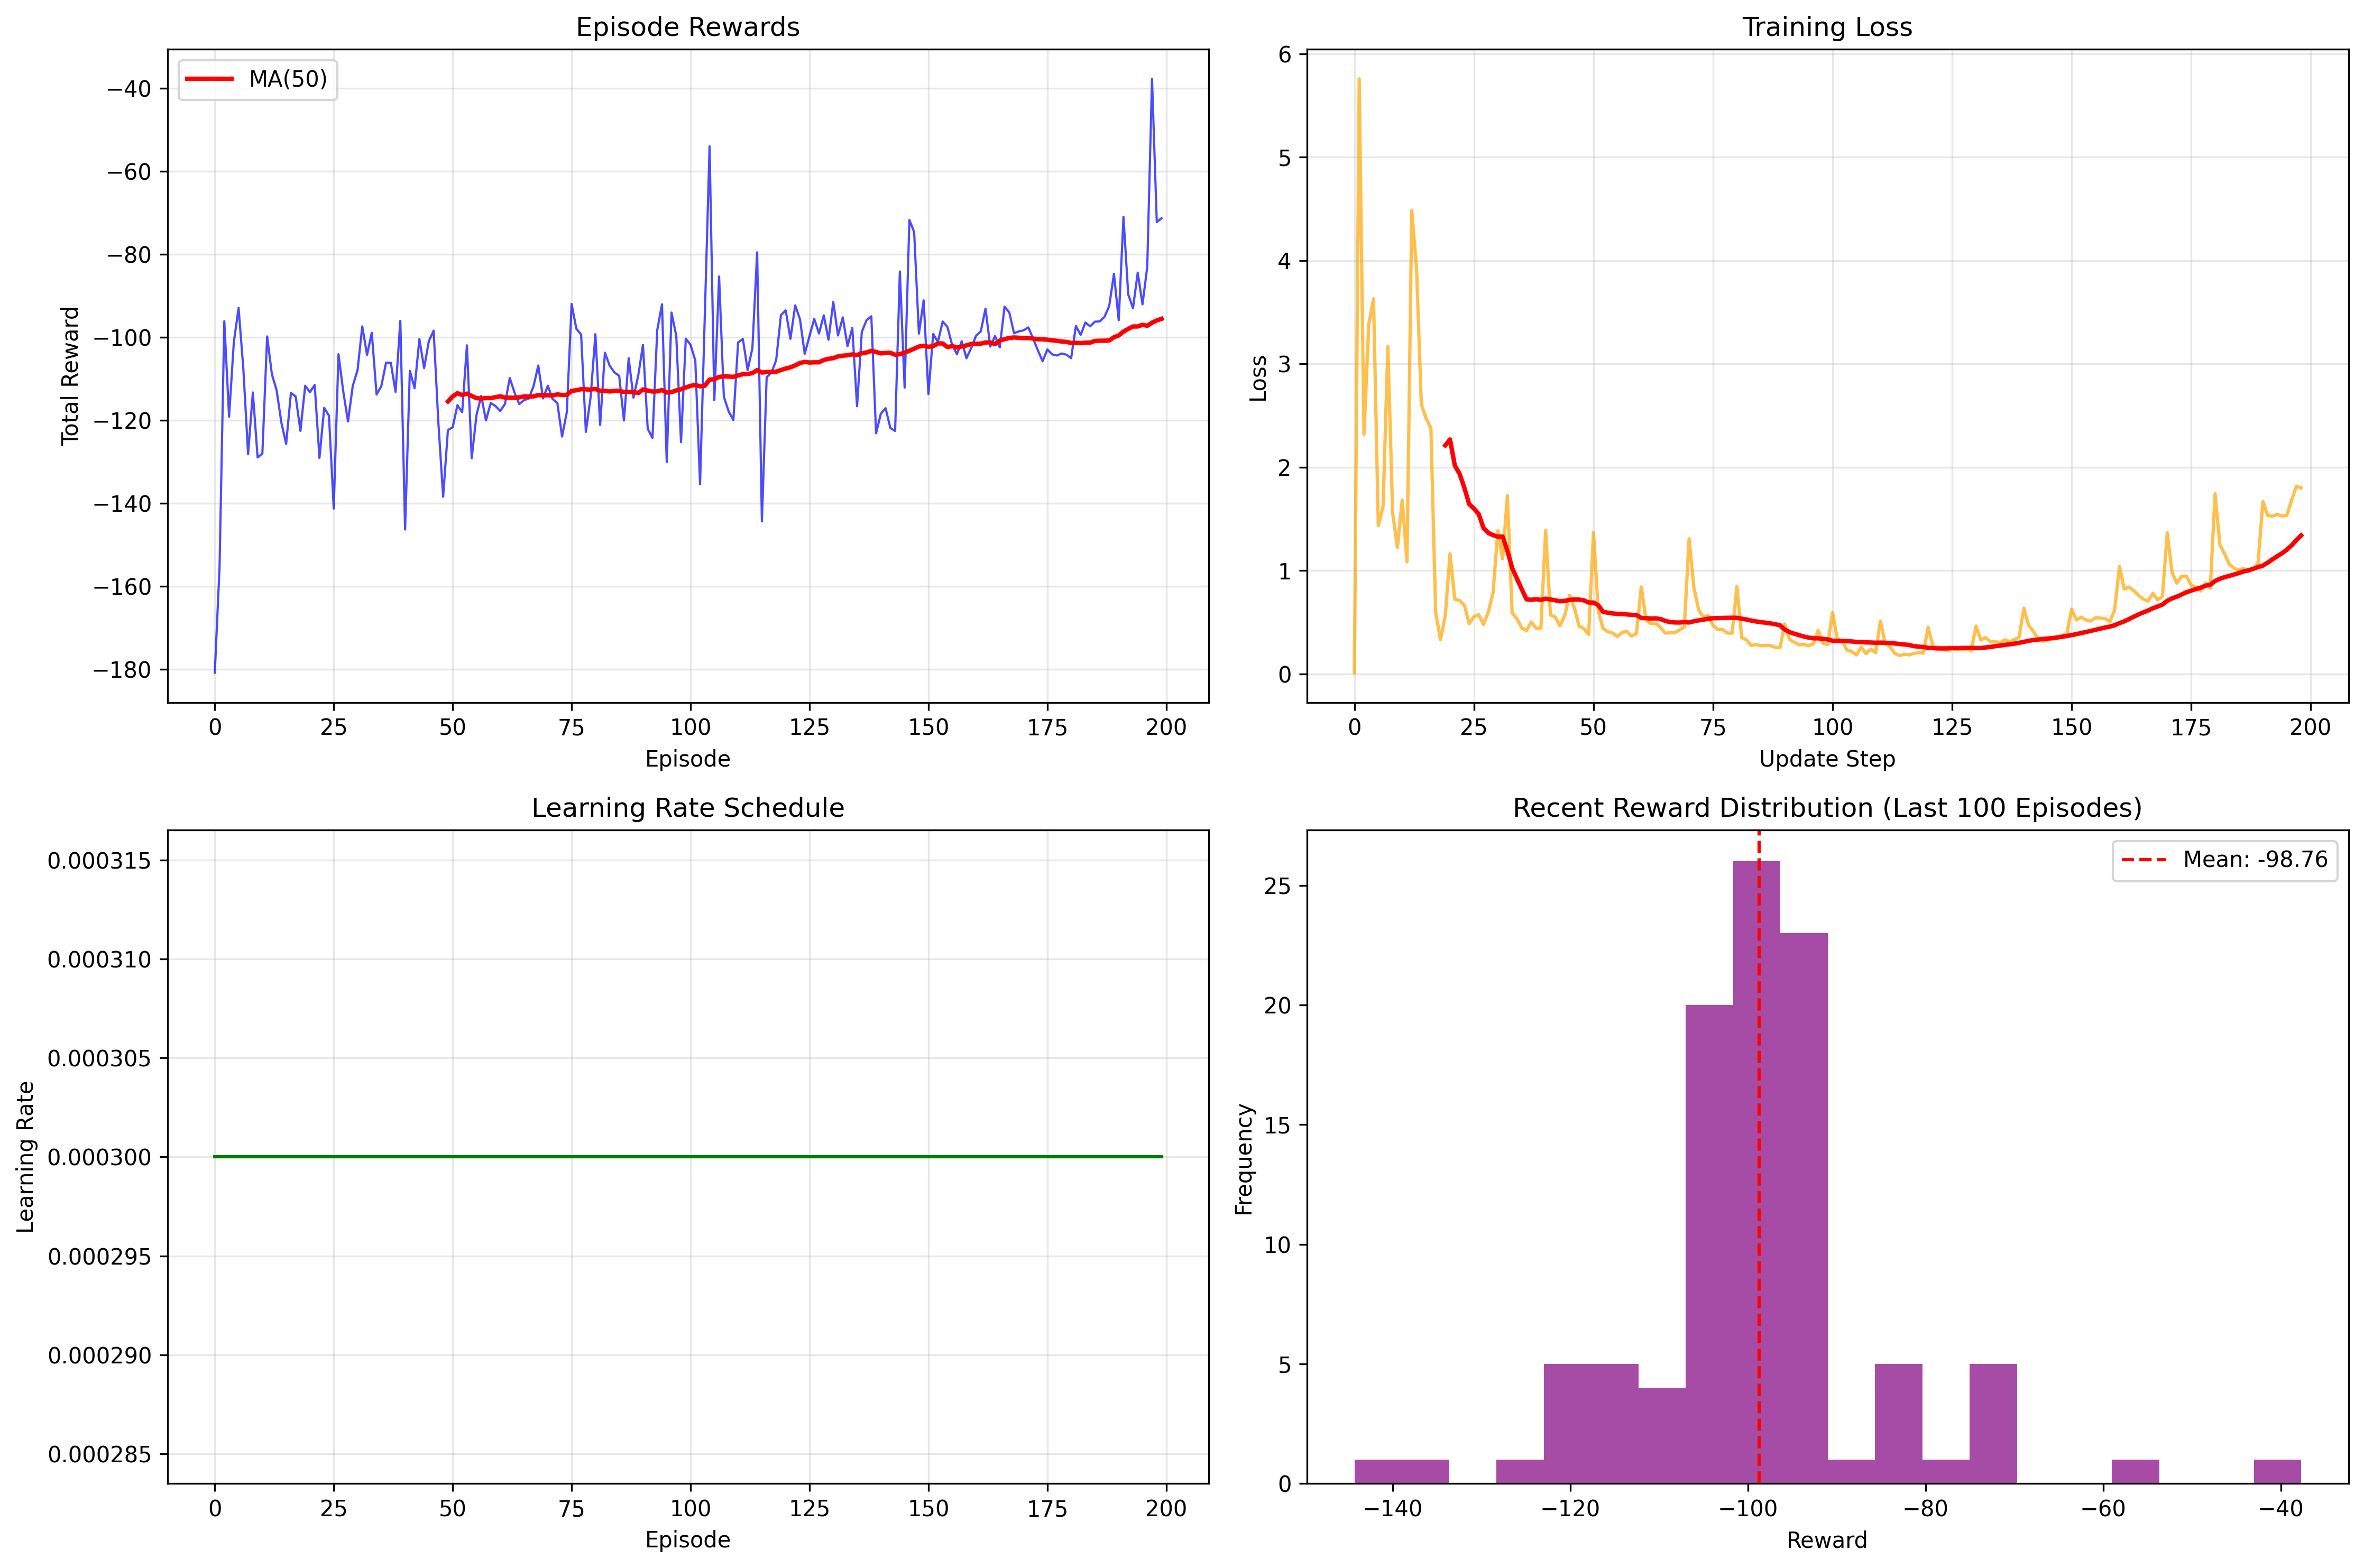 Episode Rewards
MA(50)
−40
−60
−80
−100
−120
−140
−160
−180
Total Reward
0 25 50 75 100 125 150 175 200
Episode
Training Loss
6
5
4
3
2
1
0
Loss
0 25 50 75 100 125 150 175 200
Update Step
Learning Rate Schedule
0.000315
0.000310
0.000305
0.000300
0.000295
0.000290
0.000285
Learning Rate
0 25 50 75 100 125 150 175 200
Episode
Recent Reward Distribution (Last 100 Episodes)
Mean: -98.76
25
20
15
10
5
0
Frequency
−140 −120 −100 −80 −60 −40
Reward